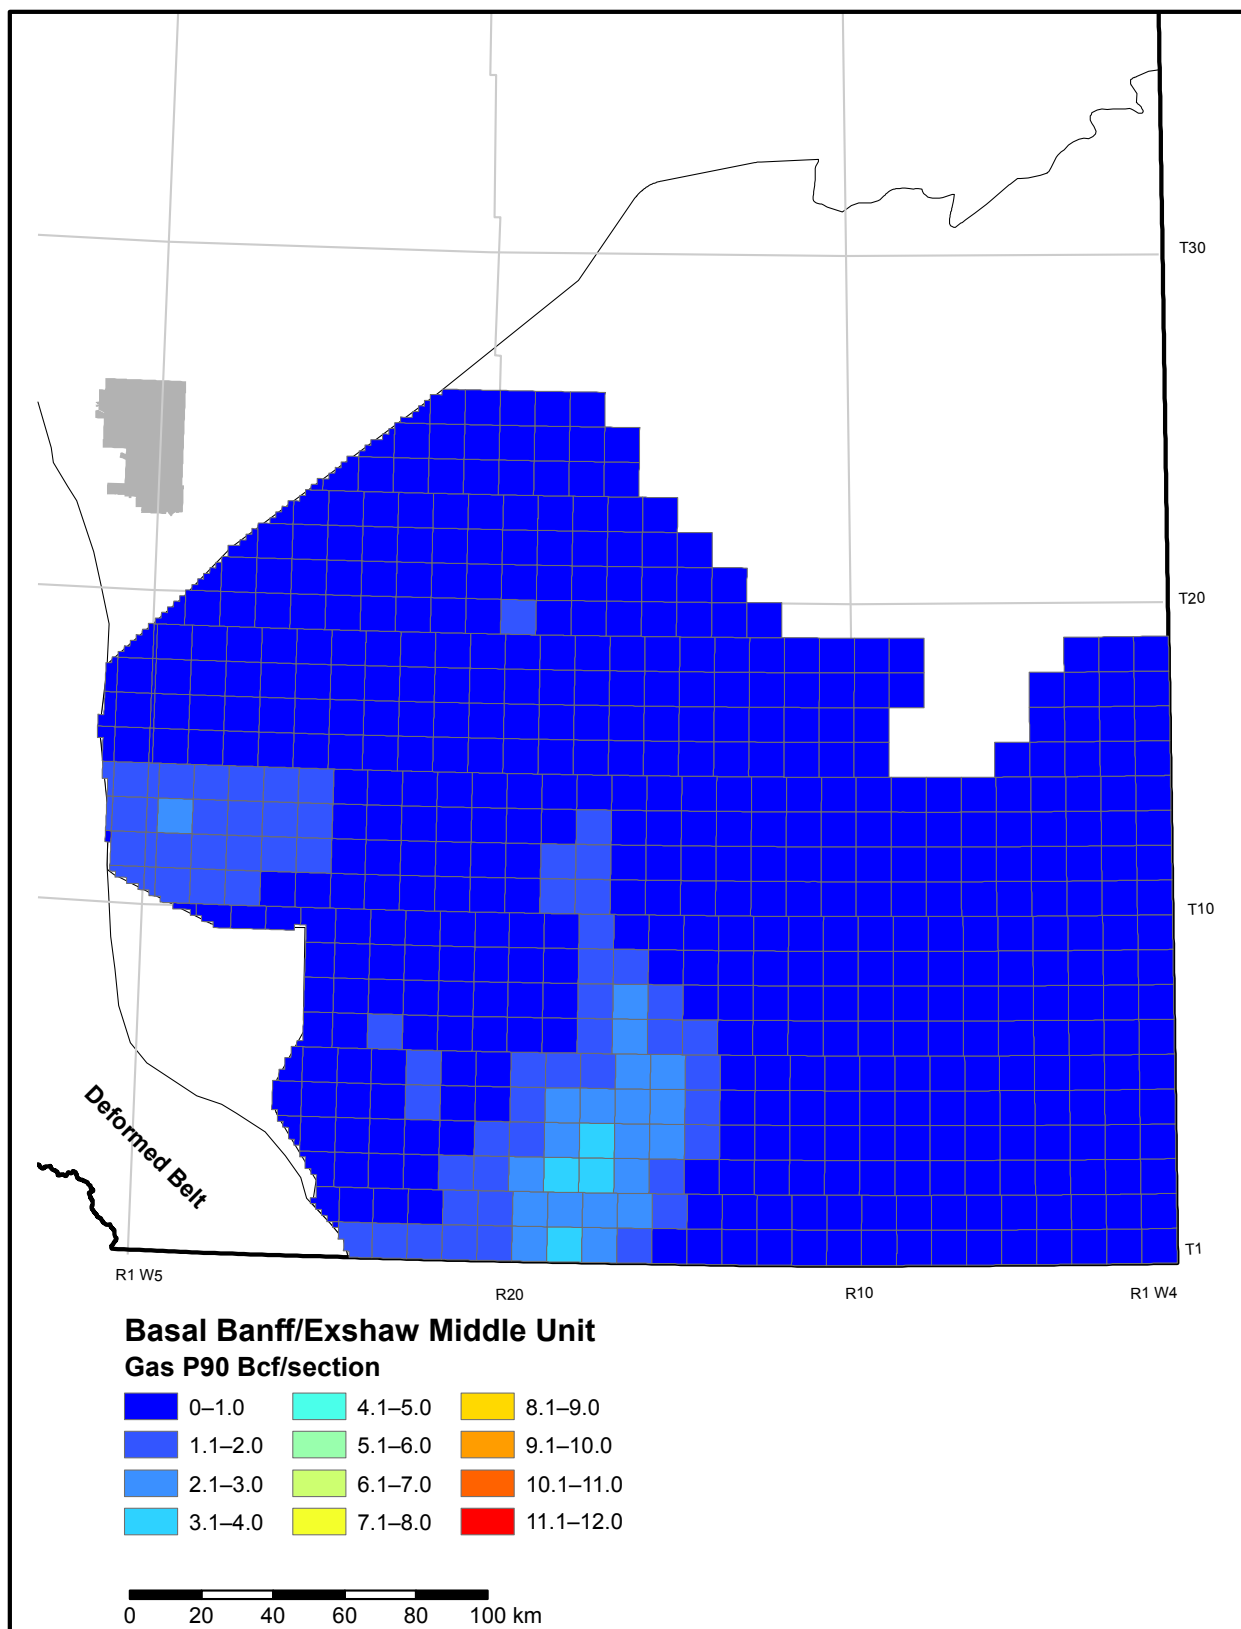 T30
T20
T10
Deformed Belt
T1
R1 W5
R20
R10
R1 W4
Basal Banff/Exshaw Middle Unit
Gas P90 Bcf/section
0–1.0
4.1–5.0
8.1–9.0
1.1–2.0
5.1–6.0
9.1–10.0
2.1–3.0
6.1–7.0
10.1–11.0
3.1–4.0
7.1–8.0
11.1–12.0
0 20 40 60 80 100 km